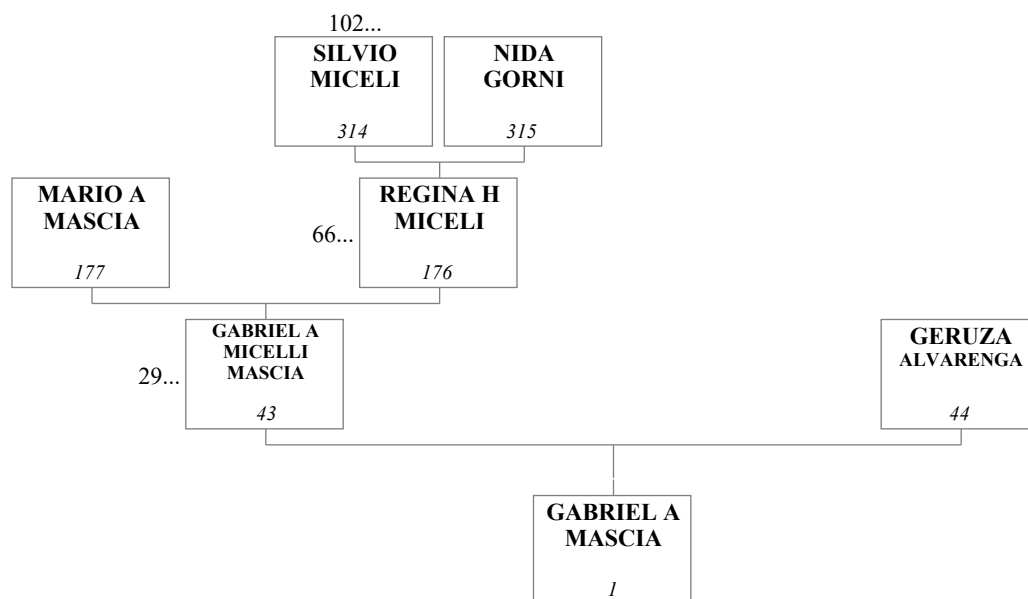 102...
SILVIO
MICELI
314
NIDA
GORNI
315
MARIO A
MASCIA
177
66...
REGINA H
MICELI
176
29...
GABRIEL A
MICELLI
MASCIA
43
GERUZA
ALVARENGA
44
GABRIEL A
MASCIA
1